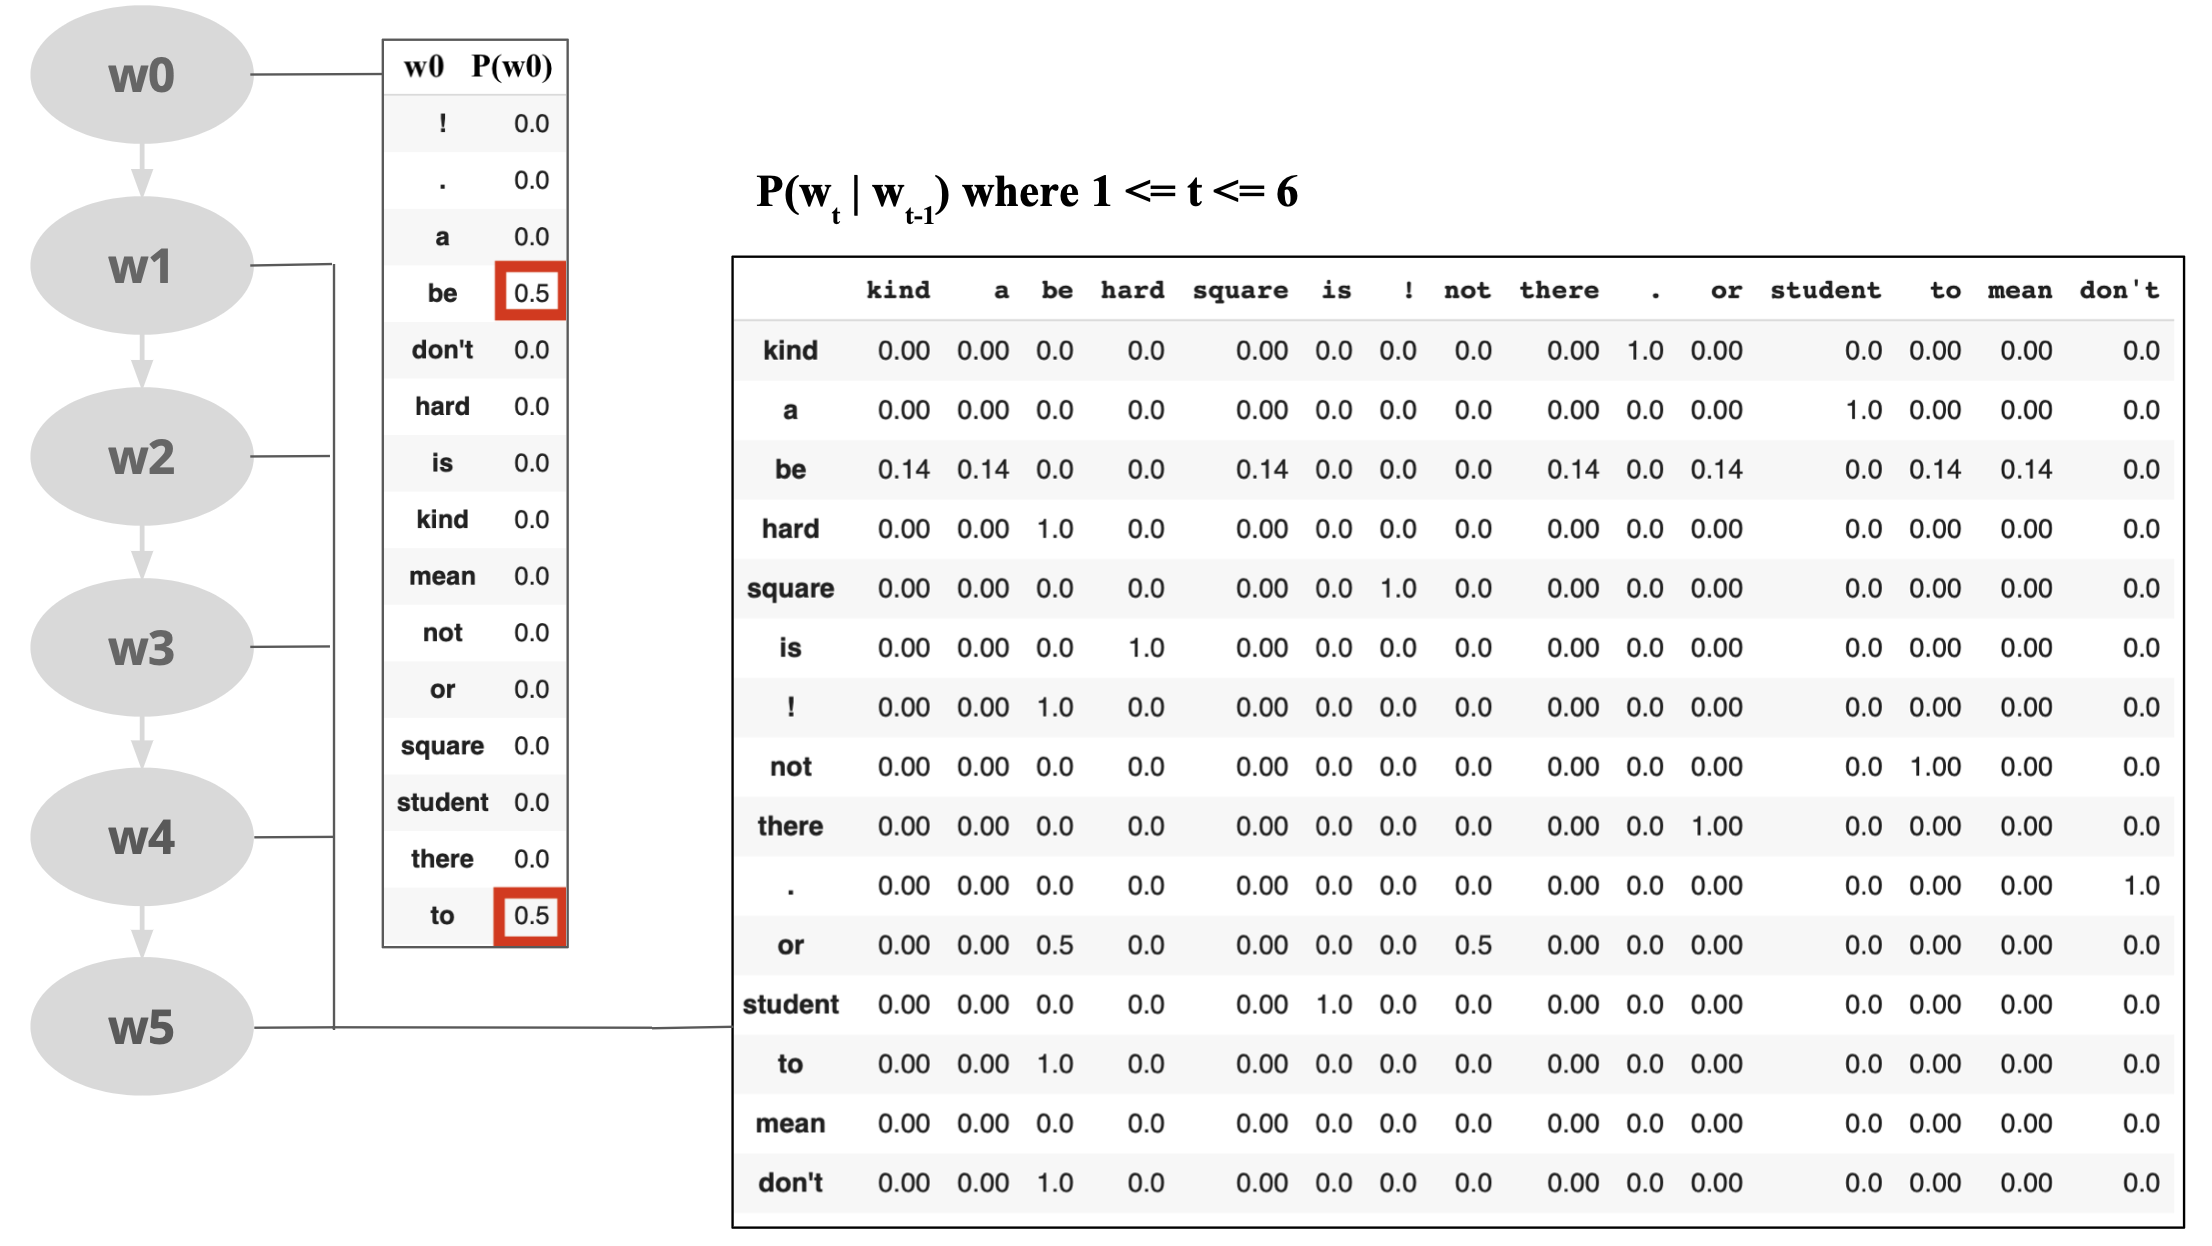 w0
w1
w2
w3
w4
w5
w0 P(w0)
! 0.0
. 0.0
a 0.0
be 0.5
don't 0.0
hard 0.0
is 0.0
kind 0.0
mean 0.0
not 0.0
or 0.0
square 0.0
student 0.0
there 0.0
to 0.5
P(wt | wt-1) where 1 <= t <= 6
kind a be hard square is ! not there . or student to mean don't
kind 0.00 0.00 0.0 0.0 0.00 0.0 0.0 0.0 0.00 1.0 0.00 0.0 0.00 0.00 0.0
a 0.00 0.00 0.0 0.0 0.00 0.0 0.0 0.0 0.00 0.0 0.00 1.0 0.00 0.00 0.0
be 0.14 0.14 0.0 0.0 0.14 0.0 0.0 0.0 0.14 0.0 0.14 0.0 0.14 0.14 0.0
hard 0.00 0.00 1.0 0.0 0.00 0.0 0.0 0.0 0.00 0.0 0.00 0.0 0.00 0.00 0.0
square 0.00 0.00 0.0 0.0 0.00 0.0 1.0 0.0 0.00 0.0 0.00 0.0 0.00 0.00 0.0
is 0.00 0.00 0.0 1.0 0.00 0.0 0.0 0.0 0.00 0.0 0.00 0.0 0.00 0.00 0.0
! 0.00 0.00 1.0 0.0 0.00 0.0 0.0 0.0 0.00 0.0 0.00 0.0 0.00 0.00 0.0
not 0.00 0.00 0.0 0.0 0.00 0.0 0.0 0.0 0.00 0.0 0.00 0.0 1.00 0.00 0.0
there 0.00 0.00 0.0 0.0 0.00 0.0 0.0 0.0 0.00 0.0 1.00 0.0 0.00 0.00 0.0
. 0.00 0.00 0.0 0.0 0.00 0.0 0.0 0.0 0.00 0.0 0.00 0.0 0.00 0.00 1.0
or 0.00 0.00 0.5 0.0 0.00 0.0 0.0 0.5 0.00 0.0 0.00 0.0 0.00 0.00 0.0
student 0.00 0.00 0.0 0.0 0.00 1.0 0.0 0.0 0.00 0.0 0.00 0.0 0.00 0.00 0.0
to 0.00 0.00 1.0 0.0 0.00 0.0 0.0 0.0 0.00 0.0 0.00 0.0 0.00 0.00 0.0
mean 0.00 0.00 0.0 0.0 0.00 0.0 0.0 0.0 0.00 0.0 0.00 0.0 0.00 0.00 0.0
don't 0.00 0.00 1.0 0.0 0.00 0.0 0.0 0.0 0.00 0.0 0.00 0.0 0.00 0.00 0.0